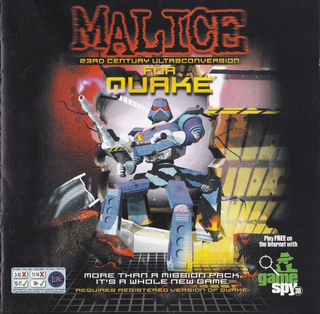 MALICE
23RD CENTURY ULTRACONVERSION
FOR
QUAKE
Play FREE on
the Internet with
game
spy
MORE THAN A MISSION PACK,
IT'S A WHOLE NEW GAME
REQUIRES REGISTERED VERSION OF QUAKE